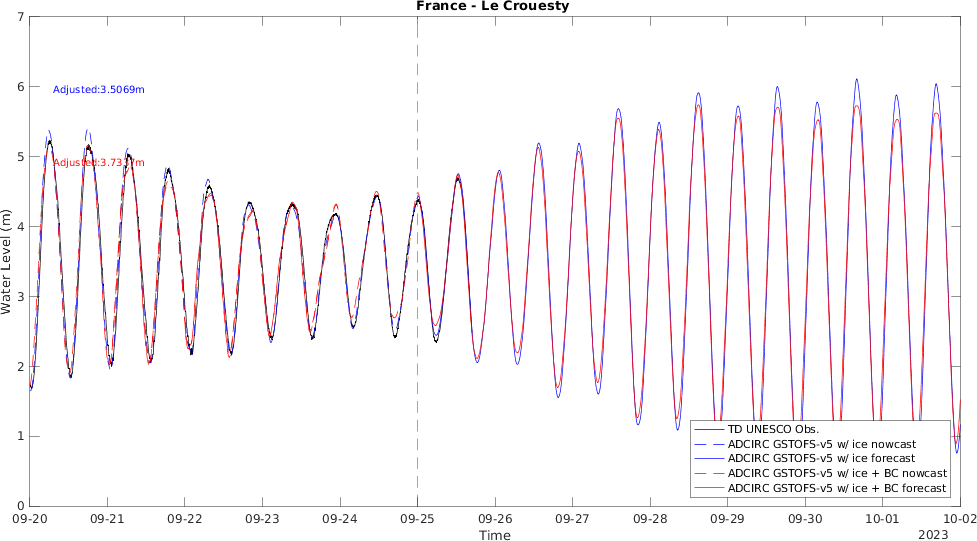 France - Le Crouesty
7
6
5
4
3
2
1
0
Water Level (m)
Adjusted:3.5069m
TD UNESCO Obs.
ADCIRC GSTOFS-v5 w/ ice nowcast
ADCIRC GSTOFS-v5 w/ ice forecast
ADCIRC GSTOFS-v5 w/ ice + BC nowcast
ADCIRC GSTOFS-v5 w/ ice + BC forecast
09-20 09-21 09-22 09-23 09-24 09-25 09-26 09-27 09-28 09-29 09-30 10-01 10-02
Time
2023